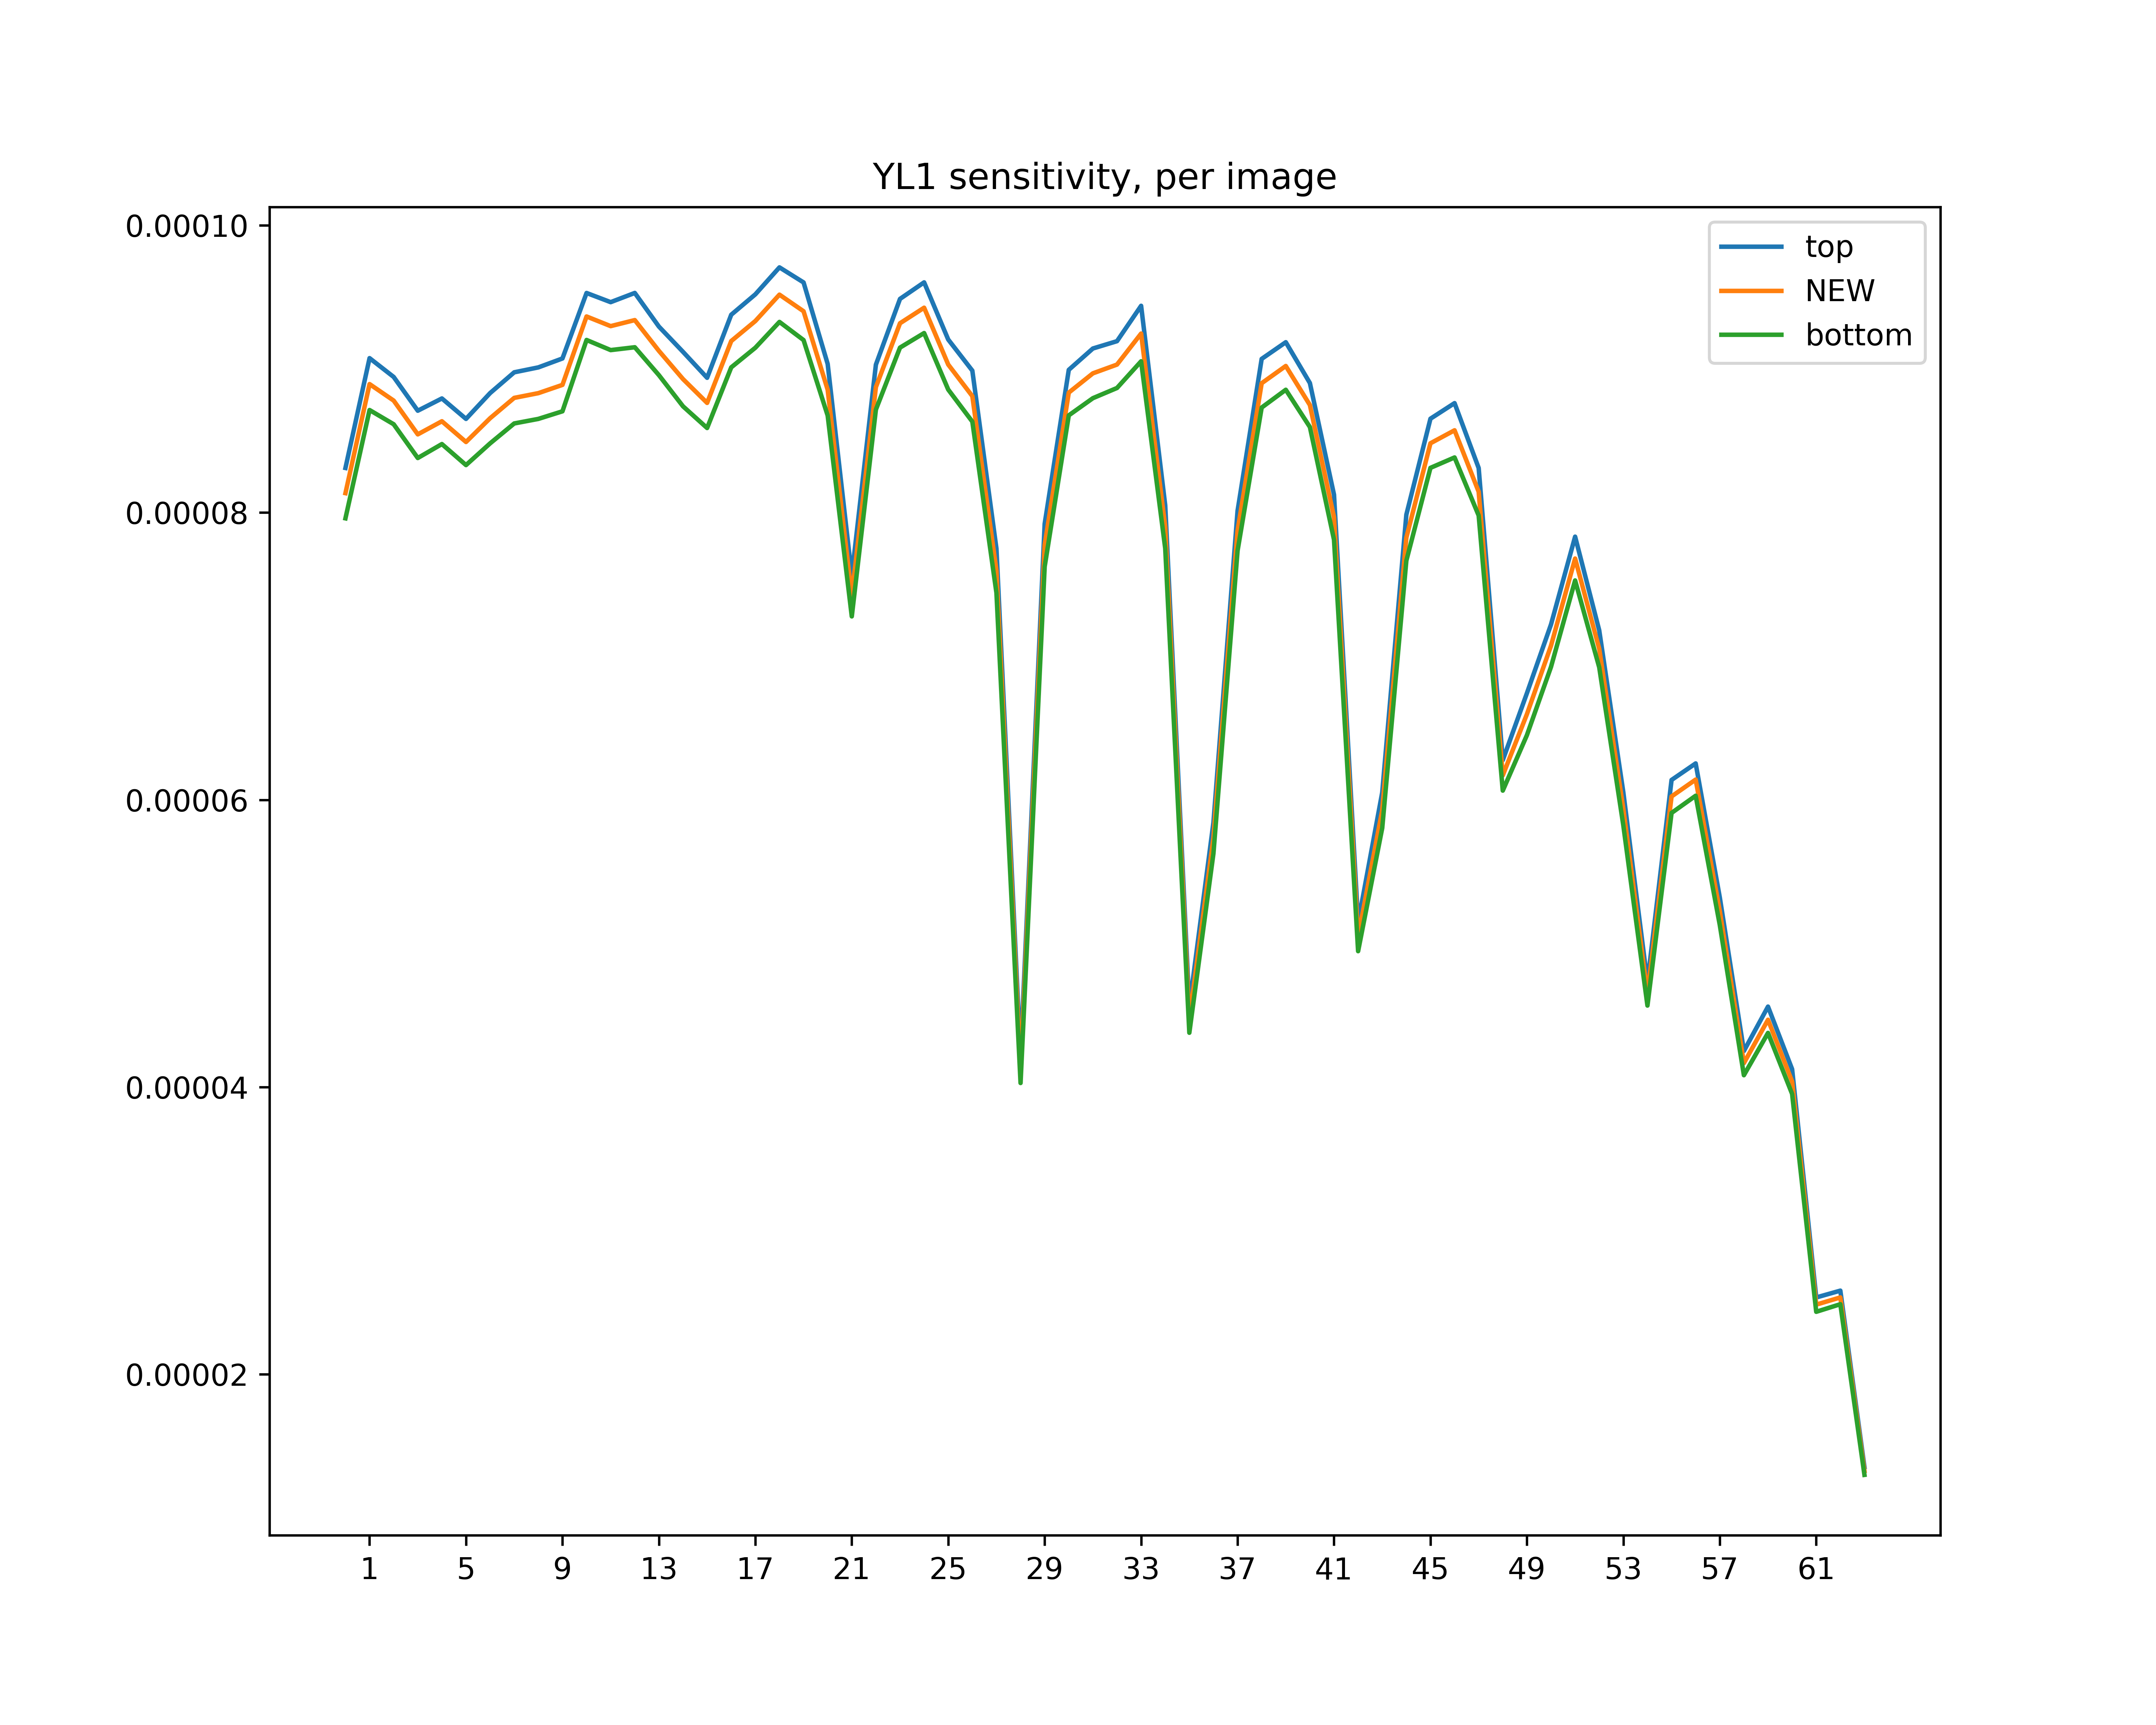 YL1 sensitivity, per image
0.00010
0.00008
0.00006
0.00004
0.00002
top
NEW
bottom
1 5 9 13 17 21 25 29 33 37 41 45 49 53 57 61